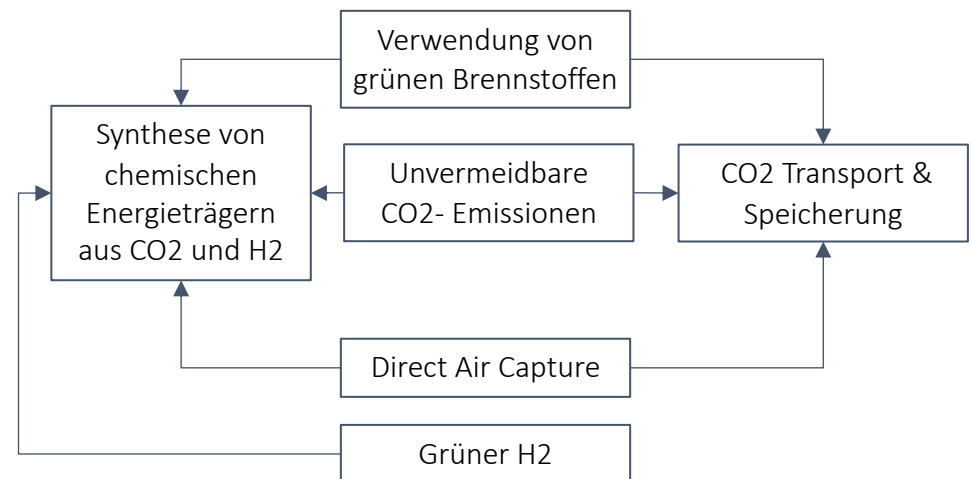 Verwendung von
grünen Brennstoffen
Synthese von
chemischen
Energieträgern
aus CO2 und H2
Unvermeidbare
CO2- Emissionen
CO2 Transport &
Speicherung
Direct Air Capture
Grüner H2